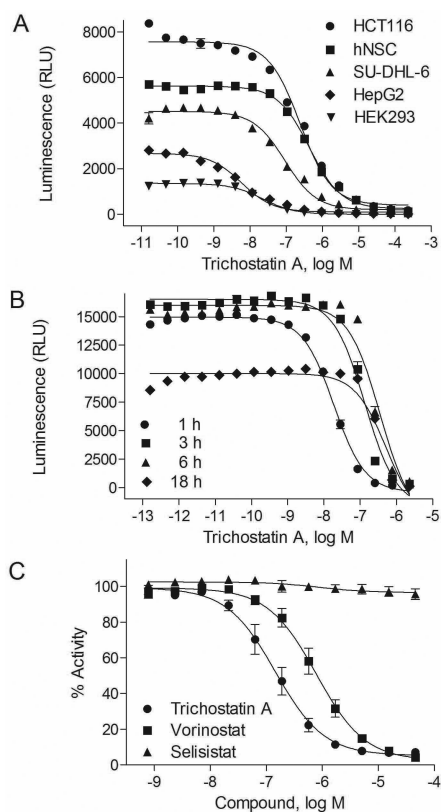 A
HCT116
hNSC
SU-DHL-6
HepG2
HEK293
Luminescence (RLU)
8000
6000
4000
2000
0
-11 -10 -9 -8 -7 -6 -5 -4 -3
Trichostatin A, log M
B
Luminescence (RLU)
15000
12500
10000
7500
5000
2500
0
1 h
3 h
6 h
18 h
-13 -12 -11 -10 -9 -8 -7 -6 -5
Trichostatin A, log M
C
% Activity
100
80
60
40
20
0
Trichostatin A
Vorinostat
Selisistat
-9 -8 -7 -6 -5 -4
Compound, log M